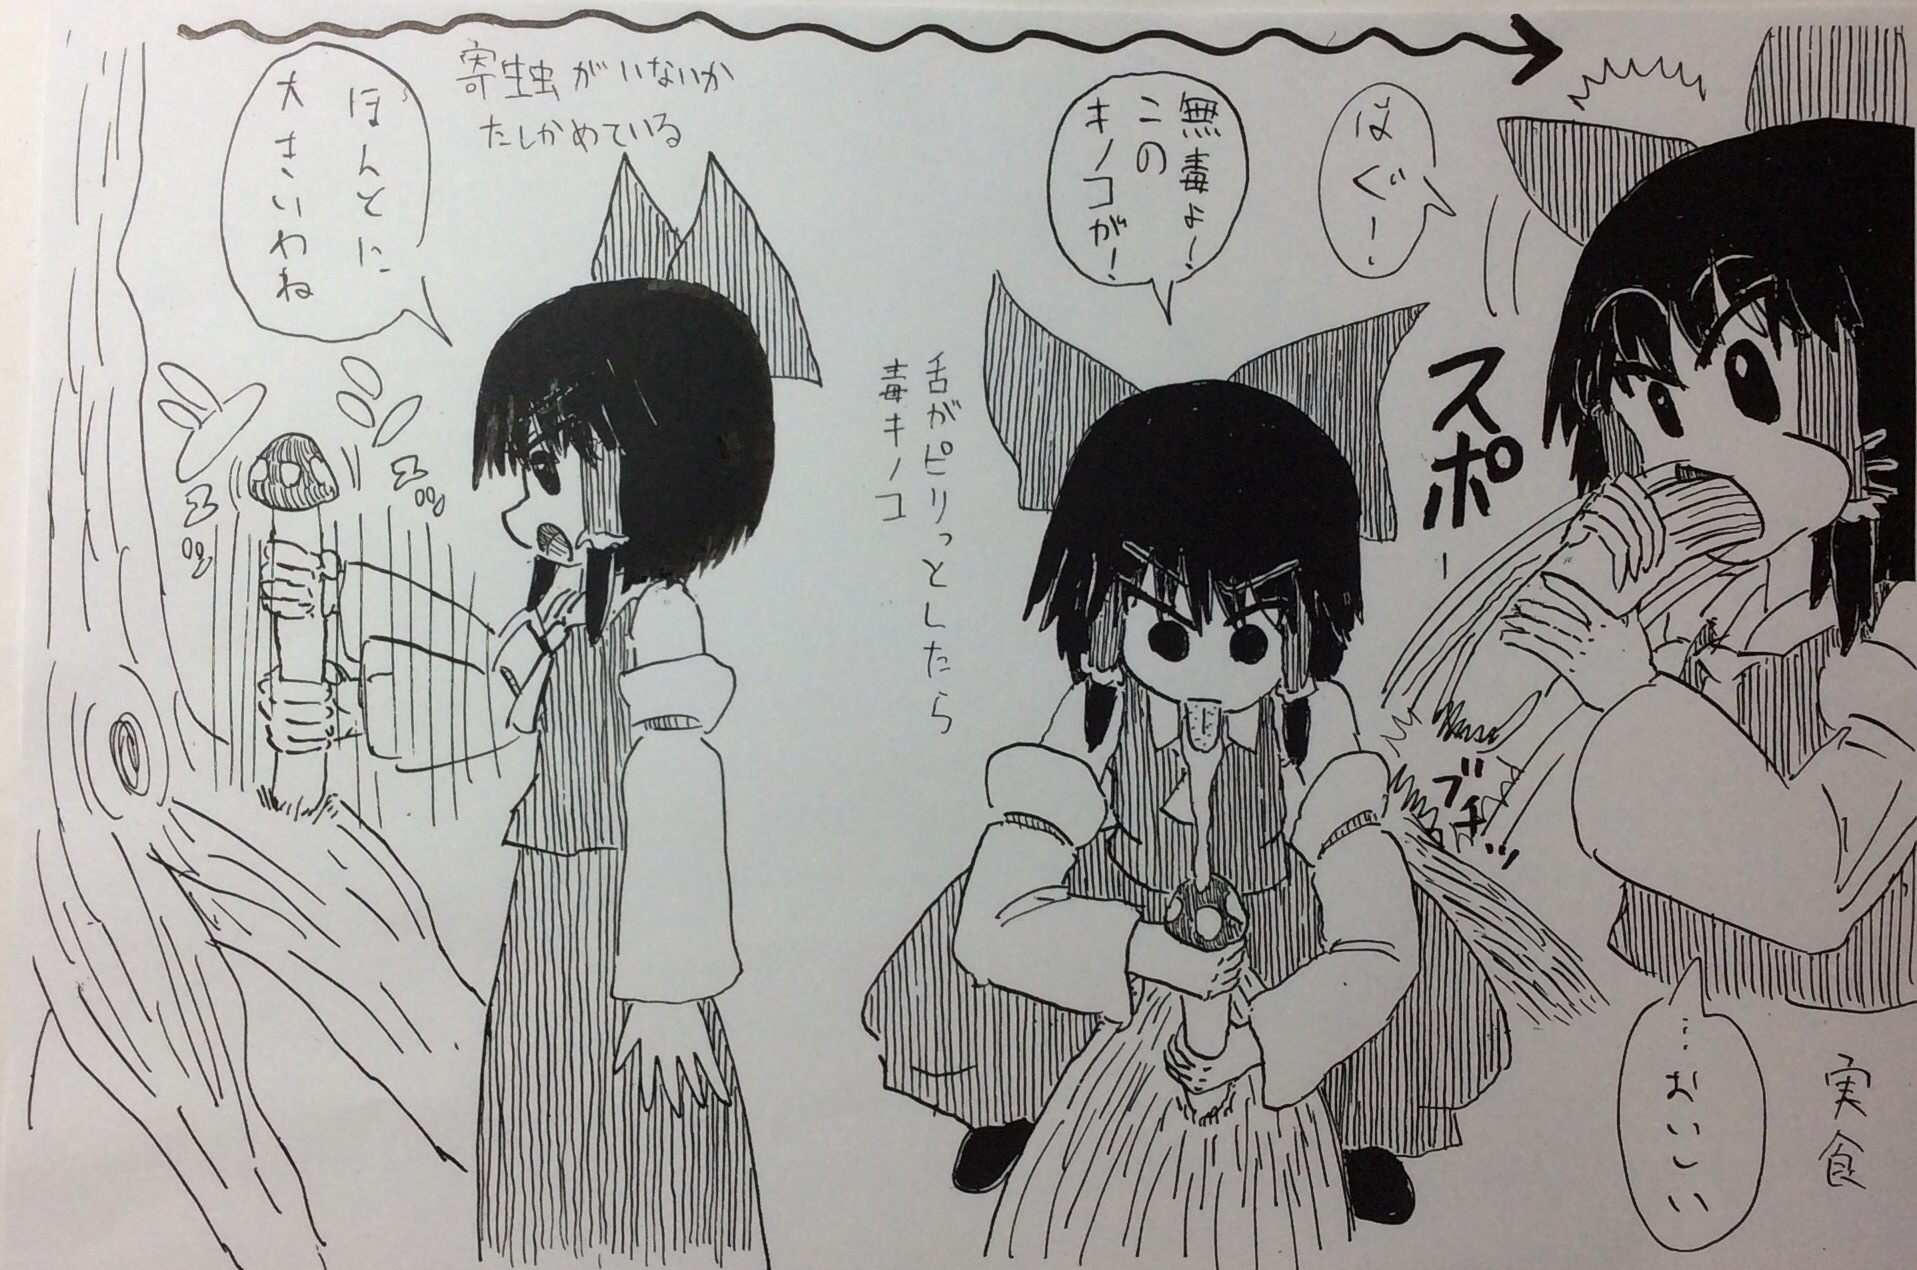 寄生虫がいないか
たしかめている
ほんとに
大きいわね
無毒よー
このキノコが！
舌がピリっとしたら
毒キノコ
はぐー
スポー
ブチッ
…おいしい
実食